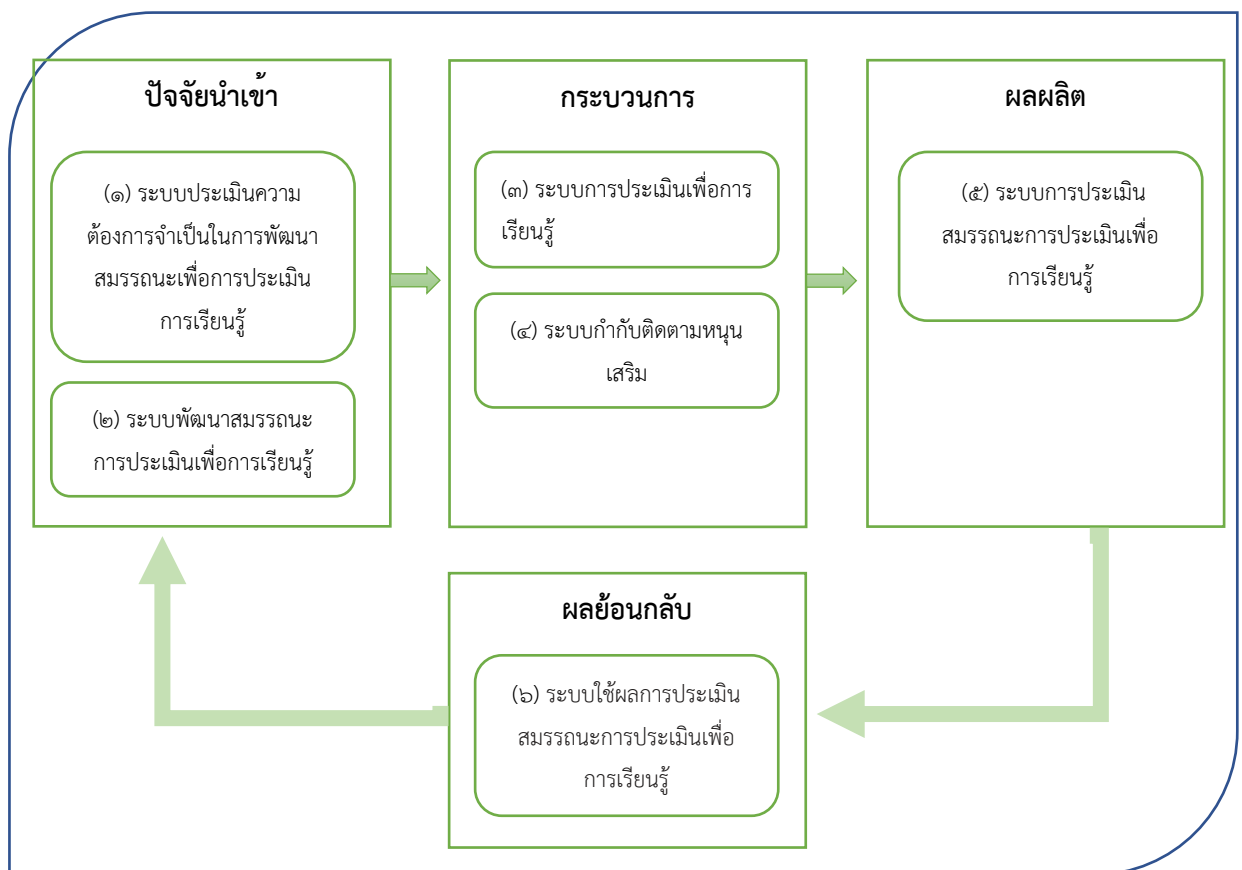 ปัจจัยนำเข้า
(๑) ระบบประเมินความ
ต้องการจำเป็นในการพัฒนา
สมรรถนะเพื่อการประเมิน
การเรียนรู้
(๒) ระบบพัฒนาสมรรถนะ
การประเมินเพื่อการเรียนรู้
กระบวนการ
(๓) ระบบการประเมินเพื่อการ
เรียนรู้
(๔) ระบบกำกับติดตามหนุน
เสริม
ผลผลิต
(๕) ระบบการประเมิน
สมรรถนะการประเมินเพื่อ
การเรียนรู้
ผลย้อนกลับ
(๖) ระบบใช้ผลการประเมิน
สมรรถนะการประเมินเพื่อ
การเรียนรู้